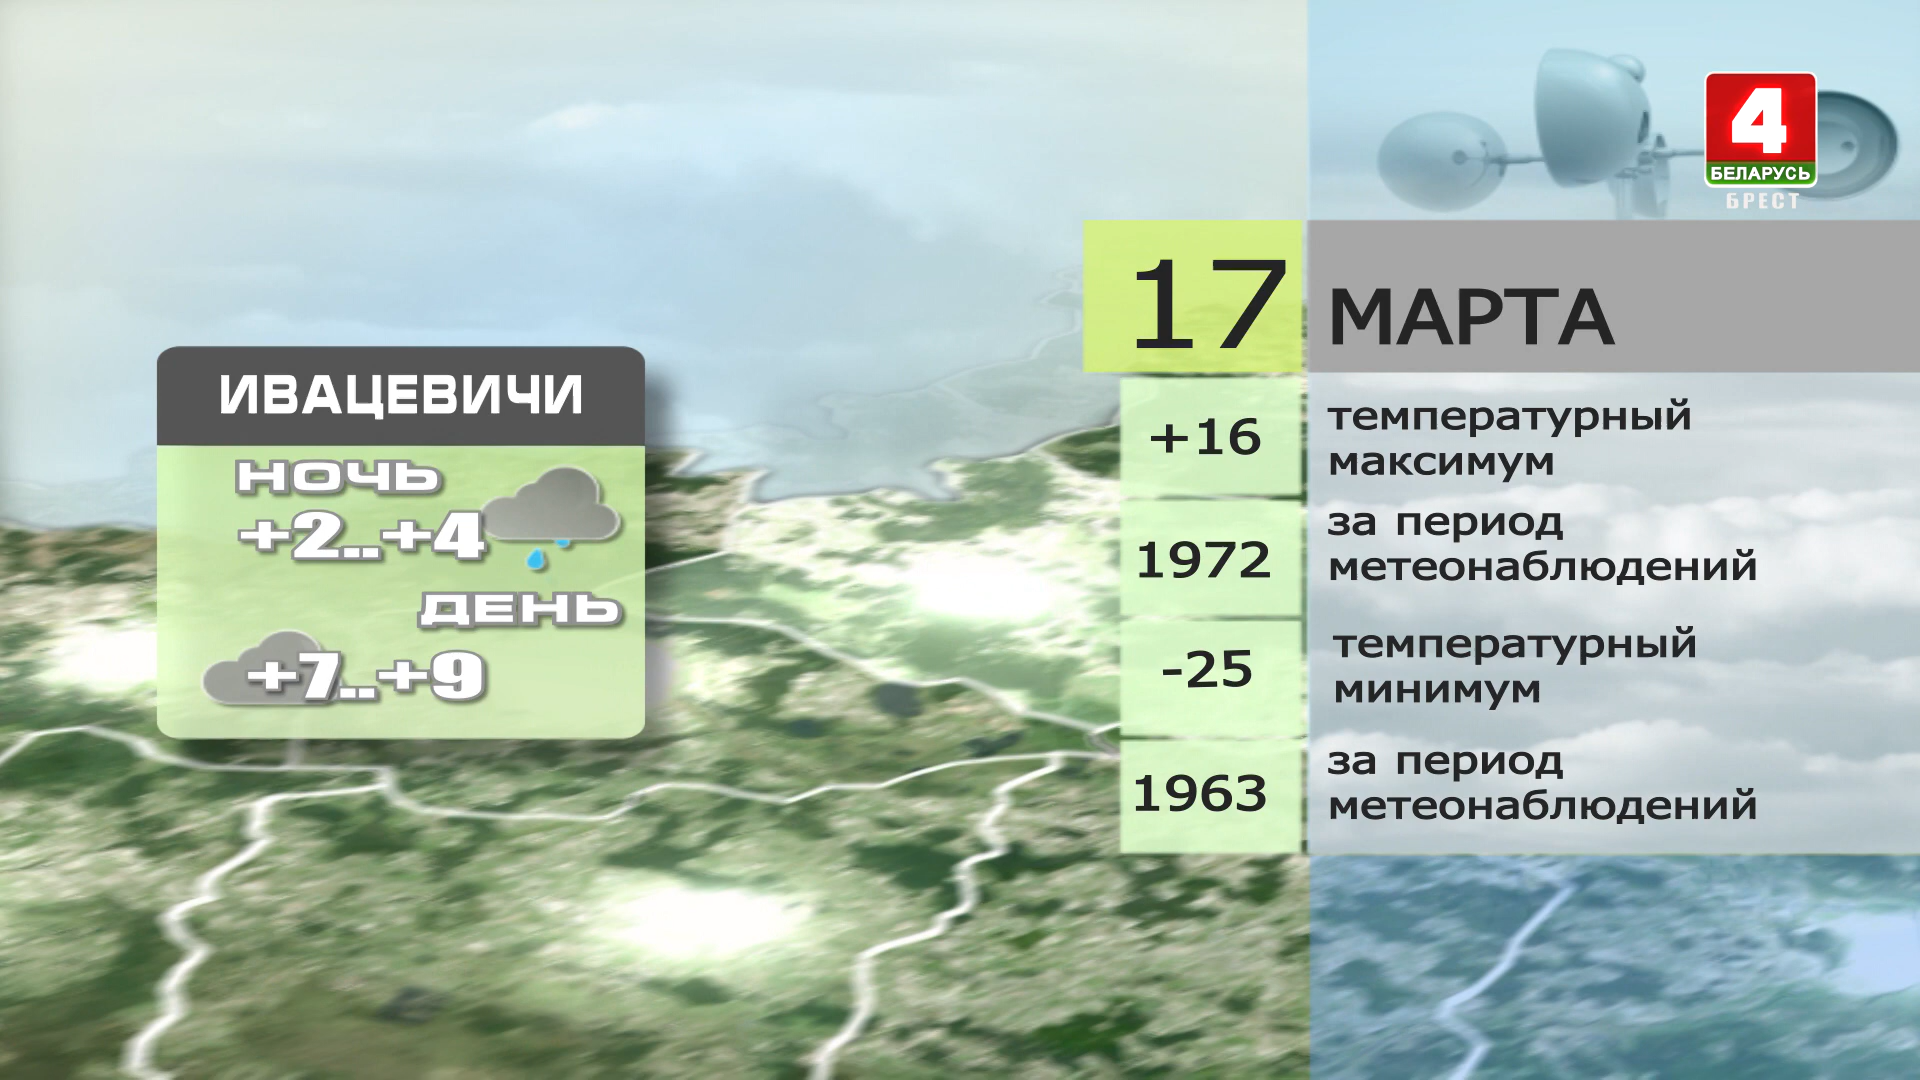 4
БЕЛАРУСЬ
БРЕСТ
17 МАРТА
ИВАЦЕВИЧИ
НОЧЬ
+2..+4
ДЕНЬ
+7..+9
+16 температурный
максимум
1972 за период
метеонаблюдений
-25 температурный
минимум
1963 за период
метеонаблюдений